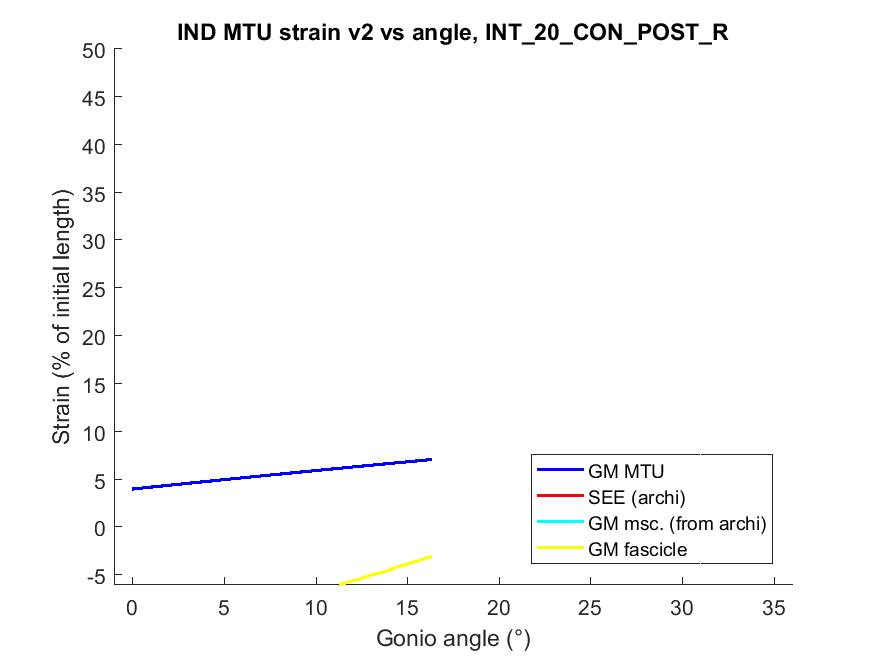 IND MTU strain v2 vs angle, INT_20_CON_POST_R
50
45
40
35
30
25
20
15
10
5
0
-5
Strain (% of initial length)
GM MTU
SEE (archi)
GM msc. (from archi)
GM fascicle
0 5 10 15 20 25 30 35
Gonio angle (°)